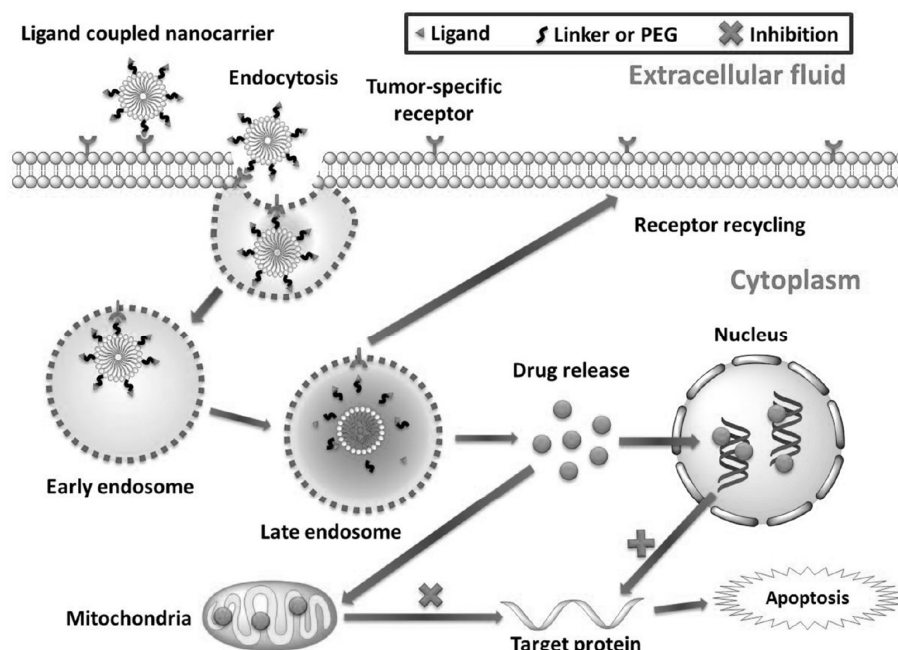 Ligand coupled nanocarrier
Ligand
Linker or PEG
Inhibition
Extracellular fluid
Endocytosis
Tumor-specific
receptor
Receptor recycling
Cytoplasm
Nucleus
Drug release
Early endosome
Late endosome
Mitochondria
Target protein
Apoptosis